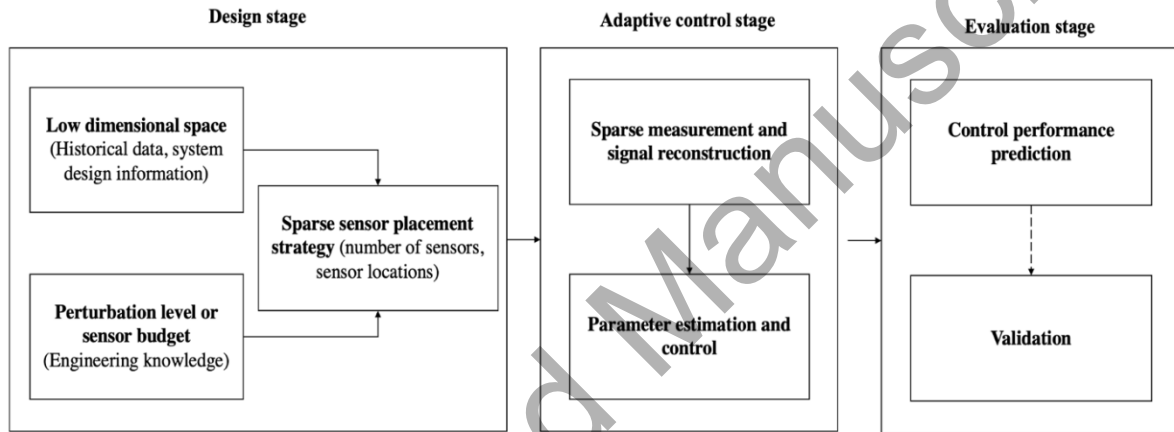 Design stage
Low dimensional space
(Historical data, system
design information)
Perturbation level or
sensor budget
(Engineering knowledge)
Sparse sensor placement
strategy (number of sensors,
sensor locations)
Adaptive control stage
Sparse measurement and
signal reconstruction
Parameter estimation and
control
Evaluation stage
Control performance
prediction
Validation
d Manusc